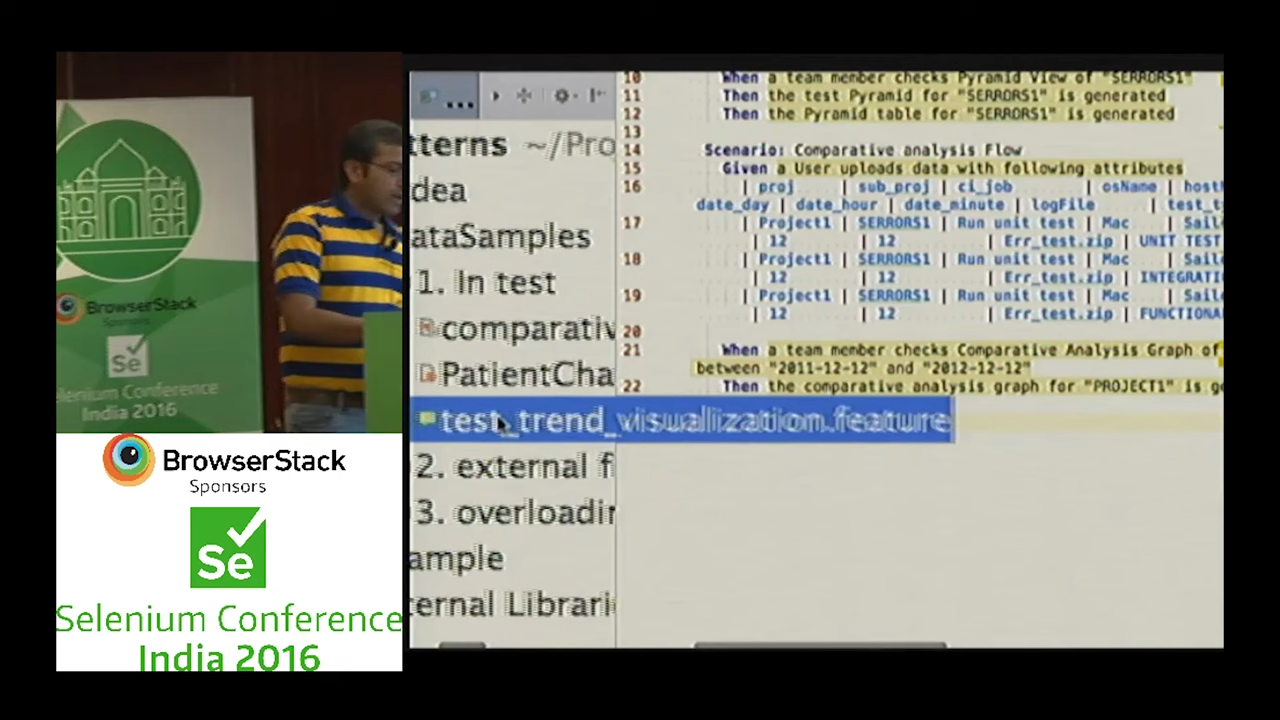 BrowserStack
Sponsors
Se
Selenium Conference
India 2016
BrowserStack
Sponsors
Se
Selenium Conference
India 2016
...
tterns ~/Pro
dea
ataSamples
1. In test
comparativ
PatientCha
test_trend_visuallization.feature
2. external f
3. overloadin
ample
ternal Librari
10 When a team member checks Pyramid View of "SERRORS1"
11 Then the test Pyramid for "SERRORS1" is generated
12 Then the Pyramid table for "SERRORS1" is generated
13
14 Scenario: Comparative analysis Flow
15 Given a User uploads data with following attributes
16 | proj | sub_proj | ci_job | osName | host
date_day | date_hour | date_minute | logFile | test_t
17 | Project1 | SERRORS1 | Run unit test | Mac | Saile
| 12 | 12 | Err_test.zip | UNIT TEST
18 | Project1 | SERRORS1 | Run unit test | Mac | Saile
| 12 | 12 | Err_test.zip | INTEGRATI
19 | Project1 | SERRORS1 | Run unit test | Mac | Saile
| 12 | 12 | Err_test.zip | FUNCTIONA
20
21 When a team member checks Comparative Analysis Graph of
between "2011-12-12" and "2012-12-12"
22 Then the comparative analysis graph for "PROJECT1" is ge